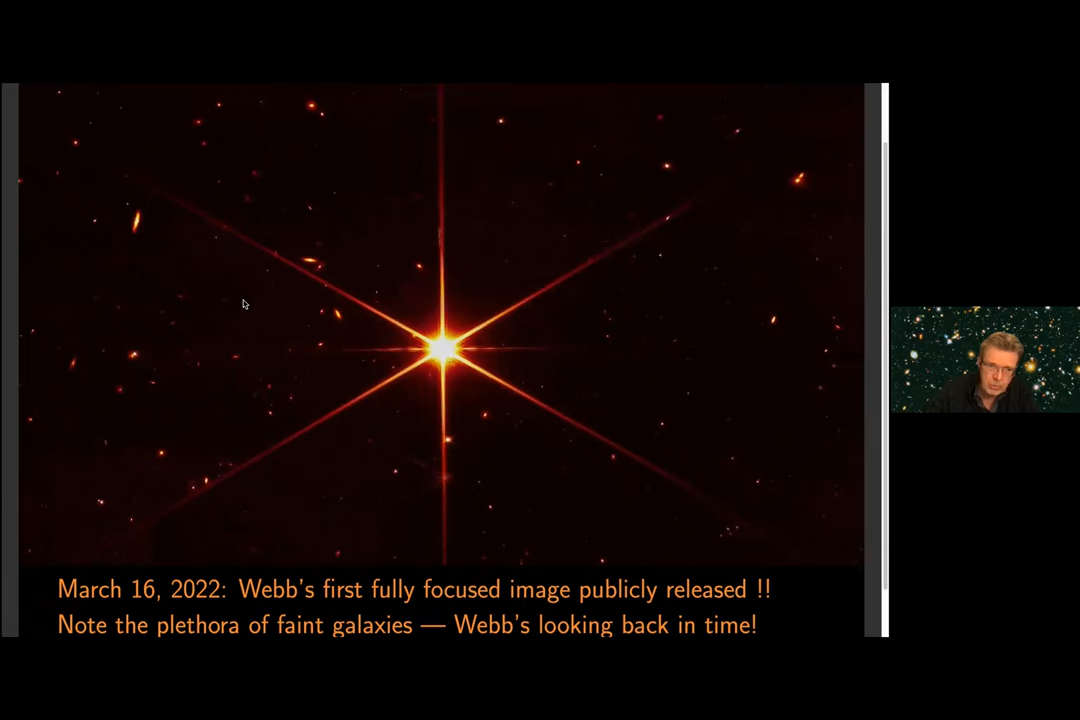 March 16, 2022: Webb's first fully focused image publicly released !!
Note the plethora of faint galaxies — Webb's looking back in time!